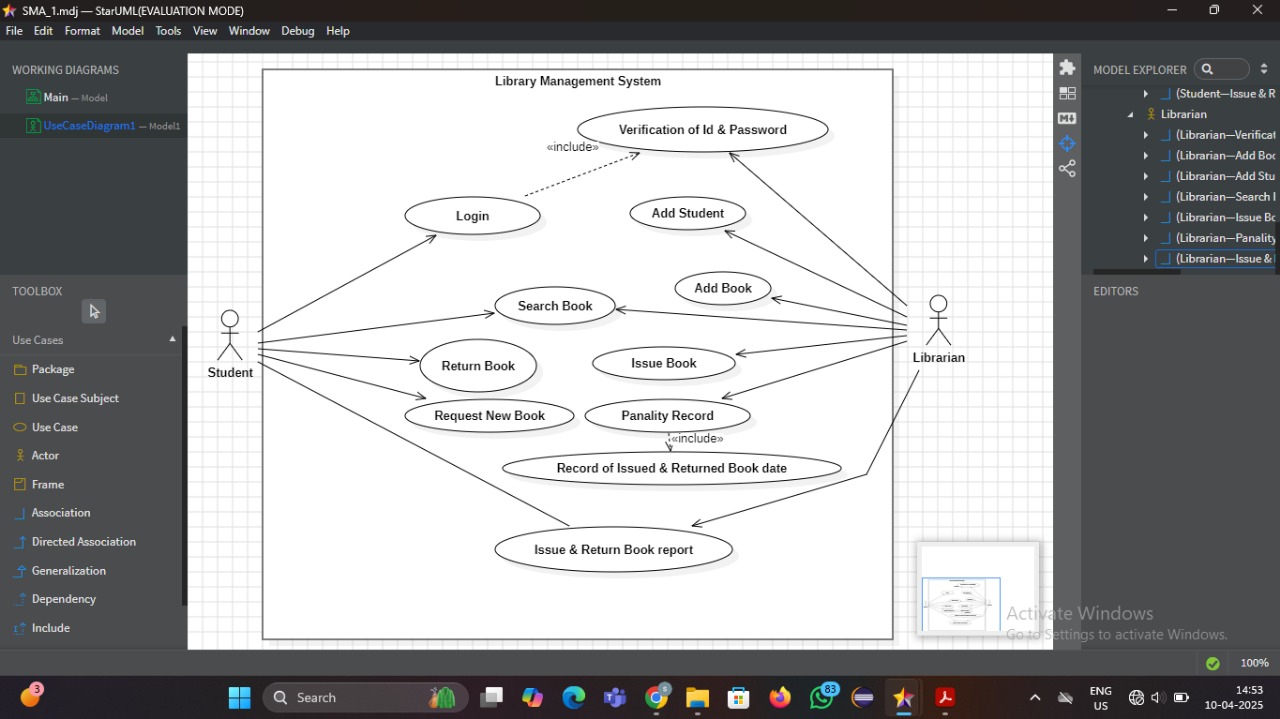 SMA_1.mdj — StarUML(EVALUATION MODE)
File Edit Format Model Tools View Window Debug Help
WORKING DIAGRAMS
Main — Model
UseCaseDiagram1 — Model1
TOOLBOX
Use Cases
Package
Use Case Subject
Use Case
Actor
Frame
Association
Directed Association
Generalization
Dependency
Include
Library Management System
Verification of Id & Password
«include»
Login
Add Student
Add Book
Search Book
Student
Librarian
Return Book
Issue Book
Request New Book
Panality Record
«include»
Record of Issued & Returned Book date
Issue & Return Book report
MODEL EXPLORER
(Student—Issue & R
Librarian
(Librarian—Verificat
(Librarian—Add Boo
(Librarian—Add Stu
(Librarian—Search I
(Librarian—Issue Bo
(Librarian—Panality
(Librarian—Issue &
EDITORS
Activate Windows
Go to Settings to activate Windows.
100%
3
Search
83
ENG
US
14:53
10-04-2025